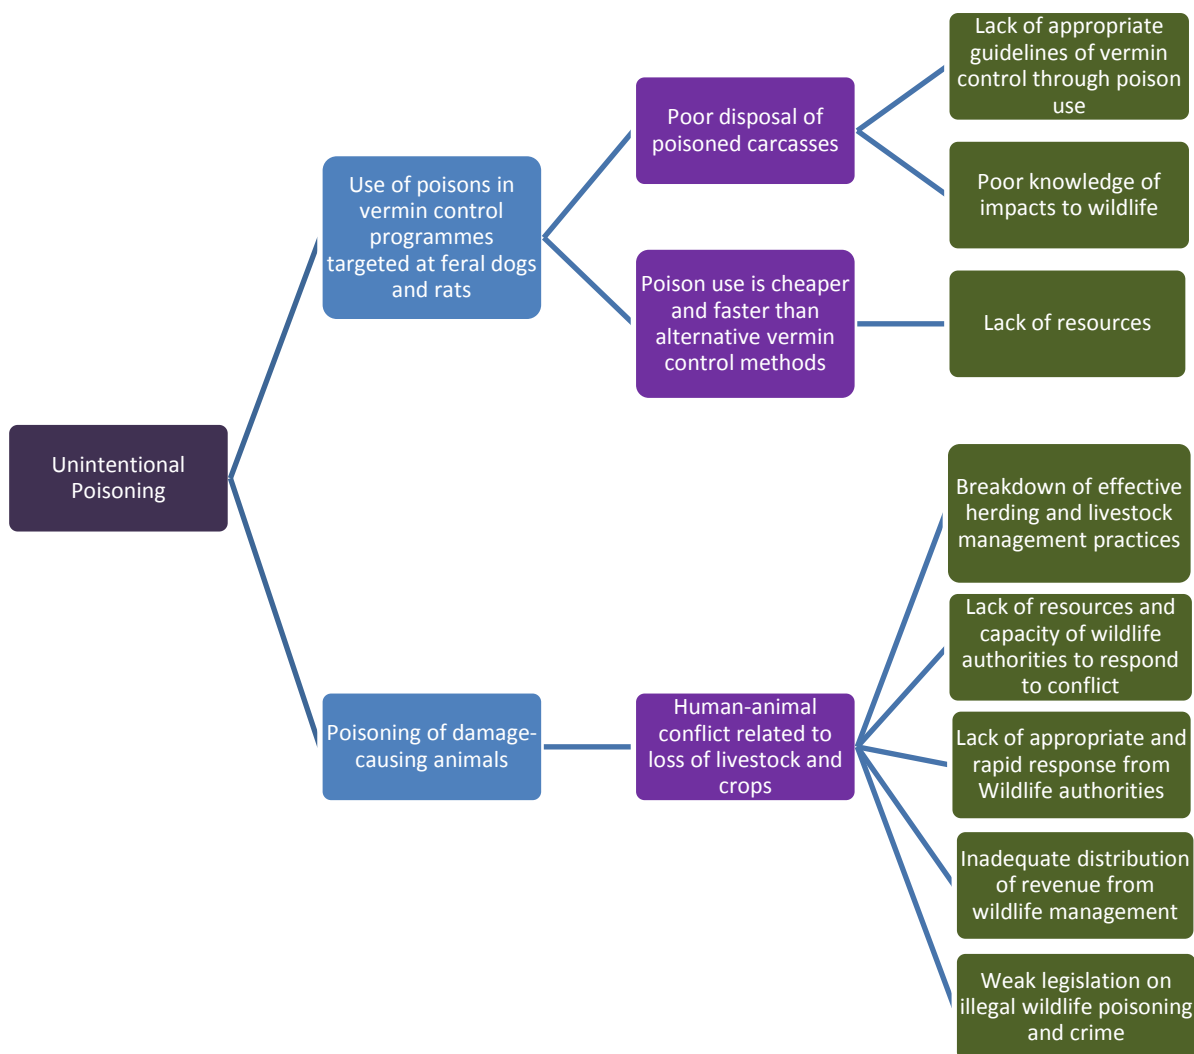 Unintentional
Poisoning
Use of poisons in
vermin control
programmes
targeted at feral dogs
and rats
Poor disposal of
poisoned carcasses
Lack of appropriate
guidelines of vermin
control through poison
use
Poor knowledge of
impacts to wildlife
Poison use is cheaper
and faster than
alternative vermin
control methods
Lack of resources
Poisoning of damage-
causing animals
Human-animal
conflict related to
loss of livestock and
crops
Breakdown of effective
herding and livestock
management practices
Lack of resources and
capacity of wildlife
authorities to respond
to conflict
Lack of appropriate and
rapid response from
Wildlife authorities
Inadequate distribution
of revenue from
wildlife management
Weak legislation on
illegal wildlife poisoning
and crime